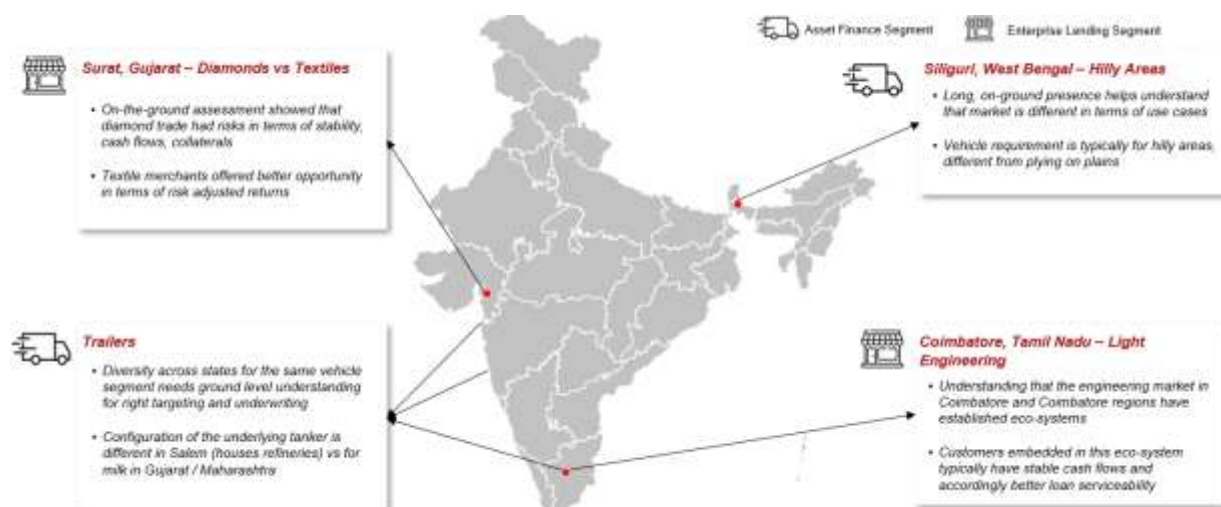 Asset Finance Segment
Enterprise Lending Segment
Surat, Gujarat – Diamonds vs Textiles
• On-the-ground assessment showed that
diamond trade had risks in terms of stability,
cash flows, collaterals
• Textile merchants offered better opportunity
in terms of risk adjusted returns
Siliguri, West Bengal – Hilly Areas
• Long, on-ground presence helps understand
that market is different in terms of use cases
• Vehicle requirement is typically for hilly areas,
different from plying on plains
Trailers
• Diversity across states for the same vehicle
segment needs ground level understanding
for right targeting and underwriting
• Configuration of the underlying tanker is
different in Salem (houses refineries) vs for
milk in Gujarat / Maharashtra
Coimbatore, Tamil Nadu – Light
Engineering
• Understanding that the engineering market in
Coimbatore and Coimbatore regions have
established eco-systems
• Customers embedded in this eco-system
typically have stable cash flows and
accordingly better loan serviceability